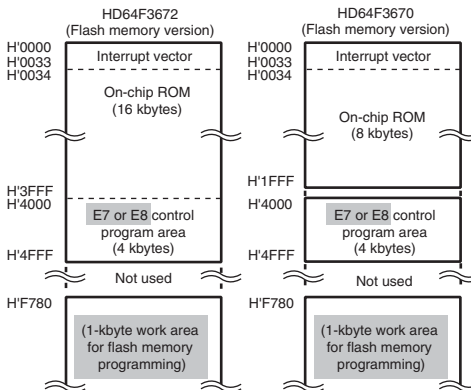 HD64F3672
(Flash memory version)
H'0000
H'0033
H'0034
Interrupt vector
On-chip ROM
(16 kbytes)
H'3FFF
H'4000
E7 or E8 control
program area
(4 kbytes)
H'4FFF
Not used
H'F780
(1-kbyte work area
for flash memory
programming)
HD64F3670
(Flash memory version)
H'0000
H'0033
H'0034
Interrupt vector
On-chip ROM
(8 kbytes)
H'1FFF
H'4000
E7 or E8 control
program area
(4 kbytes)
H'4FFF
Not used
H'F780
(1-kbyte work area
for flash memory
programming)